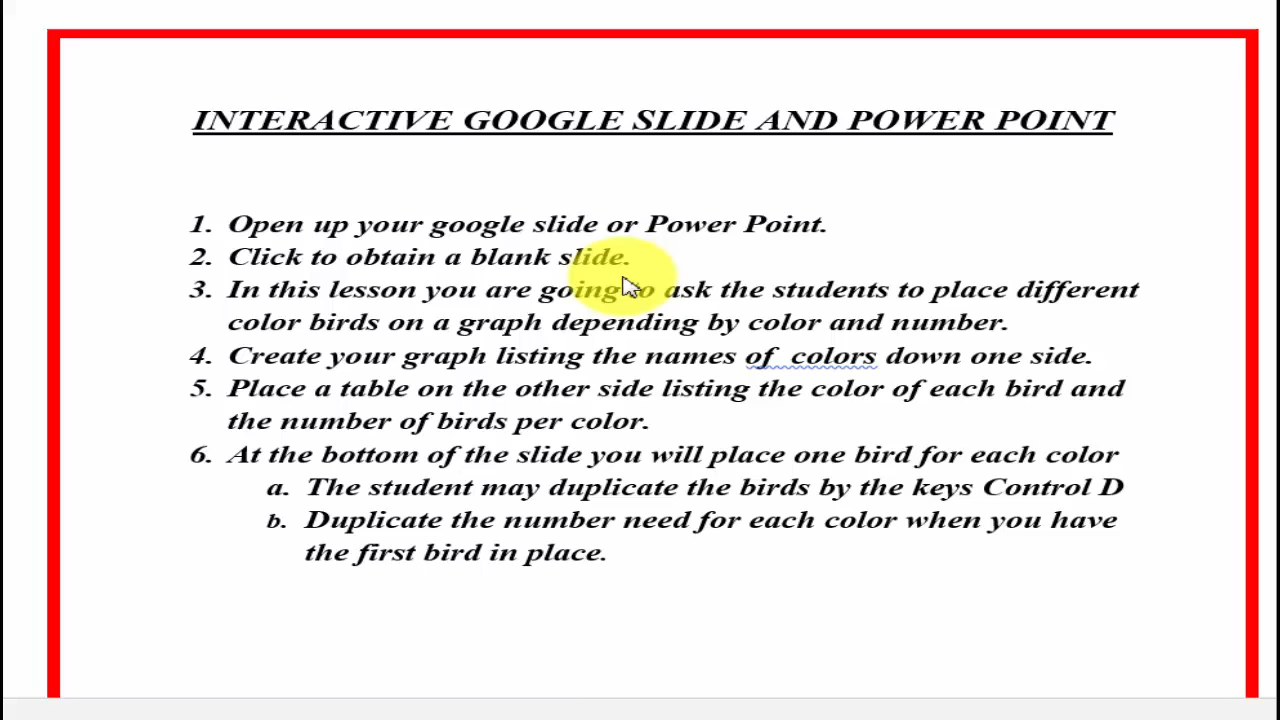 INTERACTIVE GOOGLE SLIDE AND POWER POINT
1. Open up your google slide or Power Point.
2. Click to obtain a blank slide.
3. In this lesson you are going to ask the students to place different
color birds on a graph depending by color and number.
4. Create your graph listing the names of colors down one side.
5. Place a table on the other side listing the color of each bird and
the number of birds per color.
6. At the bottom of the slide you will place one bird for each color
a. The student may duplicate the birds by the keys Control D
b. Duplicate the number need for each color when you have
the first bird in place.